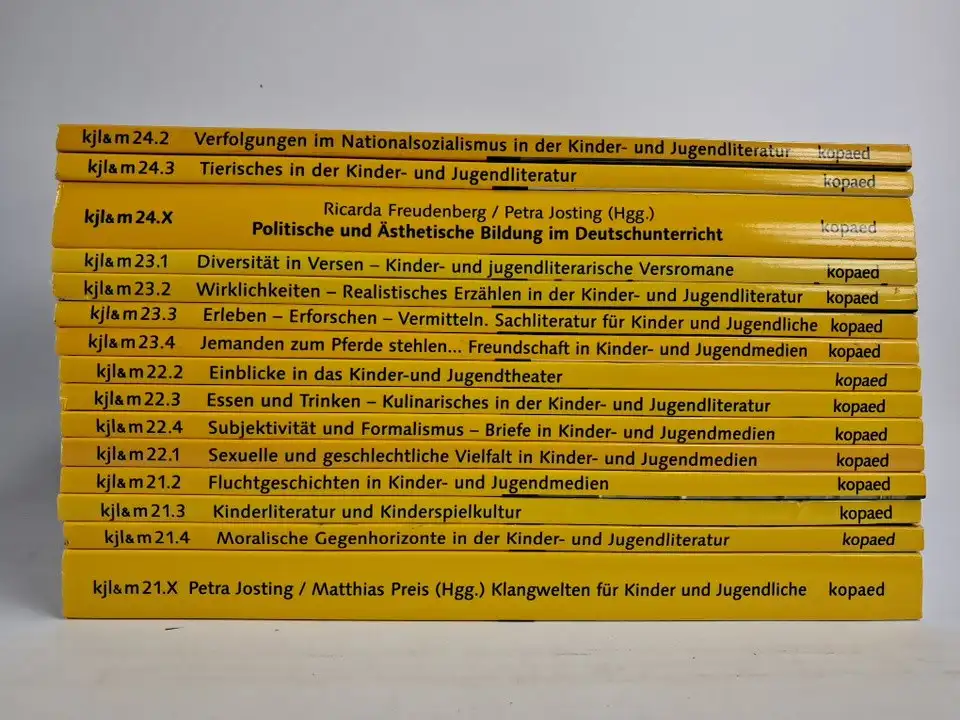 kjl&m 24.2 Verfolgungen im Nationalsozialismus in der Kinder- und Jugendliteratur kopaed
kjl&m 24.3 Tierisches in der Kinder- und Jugendliteratur kopaed
Ricarda Freudenberg / Petra Josting (Hgg.)
kjl&m 24.X Politische und Ästhetische Bildung im Deutschunterricht kopaed
kjl&m 23.1 Diversität in Versen – Kinder- und jugendliterarische Versromane kopaed
kjl&m 23.2 Wirklichkeiten – Realistisches Erzählen in der Kinder- und Jugendliteratur kopaed
kjl&m 23.3 Erleben – Erforschen – Vermitteln. Sachliteratur für Kinder und Jugendliche kopaed
kjl&m 23.4 Jemanden zum Pferde stehlen... Freundschaft in Kinder- und Jugendmedien kopaed
kjl&m 22.2 Einblicke in das Kinder-und Jugendtheater kopaed
kjl&m 22.3 Essen und Trinken – Kulinarisches in der Kinder- und Jugendliteratur kopaed
kjl&m 22.4 Subjektivität und Formalismus – Briefe in Kinder- und Jugendmedien kopaed
kjl&m 22.1 Sexuelle und geschlechtliche Vielfalt in Kinder- und Jugendmedien kopaed
kjl&m 21.2 Fluchtgeschichten in Kinder- und Jugendmedien kopaed
kjl&m 21.3 Kinderliteratur und Kinderspielkultur kopaed
kjl&m 21.4 Moralische Gegenhorizonte in der Kinder- und Jugendliteratur kopaed
kjl&m 21.X Petra Josting / Matthias Preis (Hgg.) Klangwelten für Kinder und Jugendliche kopaed